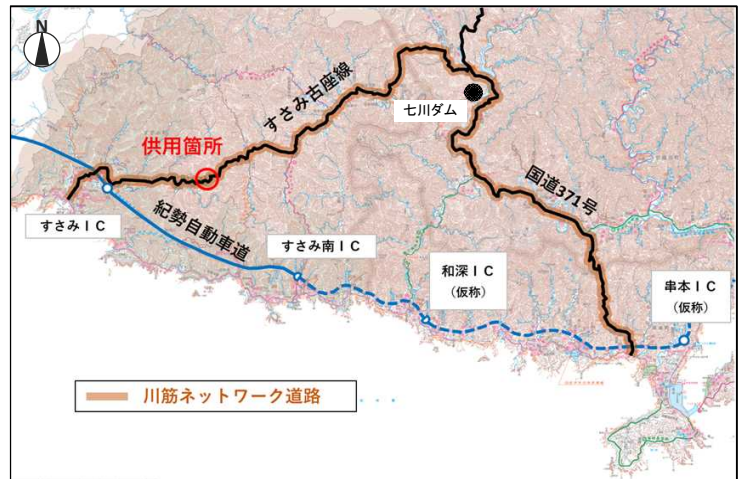 N
すさみ古座線
七川ダム
供用箇所
国道371号
すさみIC
紀勢自動車道
すさみ南IC
和深IC
(仮称)
串本IC
(仮称)
川筋ネットワーク道路